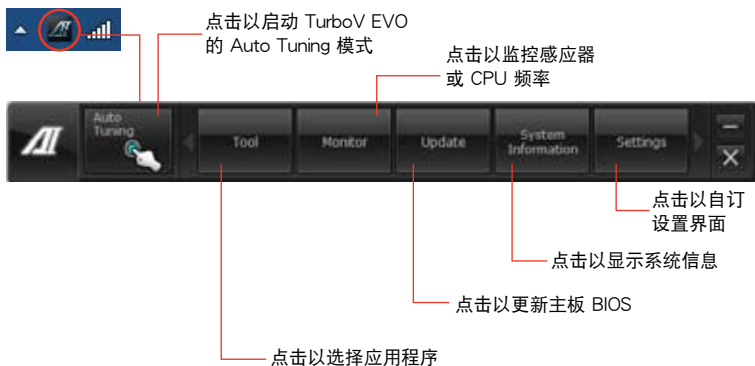 点击以启动 TurboV EVO
的 Auto Tuning 模式
点击以监控感应器
或 CPU 频率
Auto
Tuning
Tool
Monitor
Update
System
Information
Settings
点击以自订
设置界面
点击以显示系统信息
点击以更新主板 BIOS
点击以选择应用程序